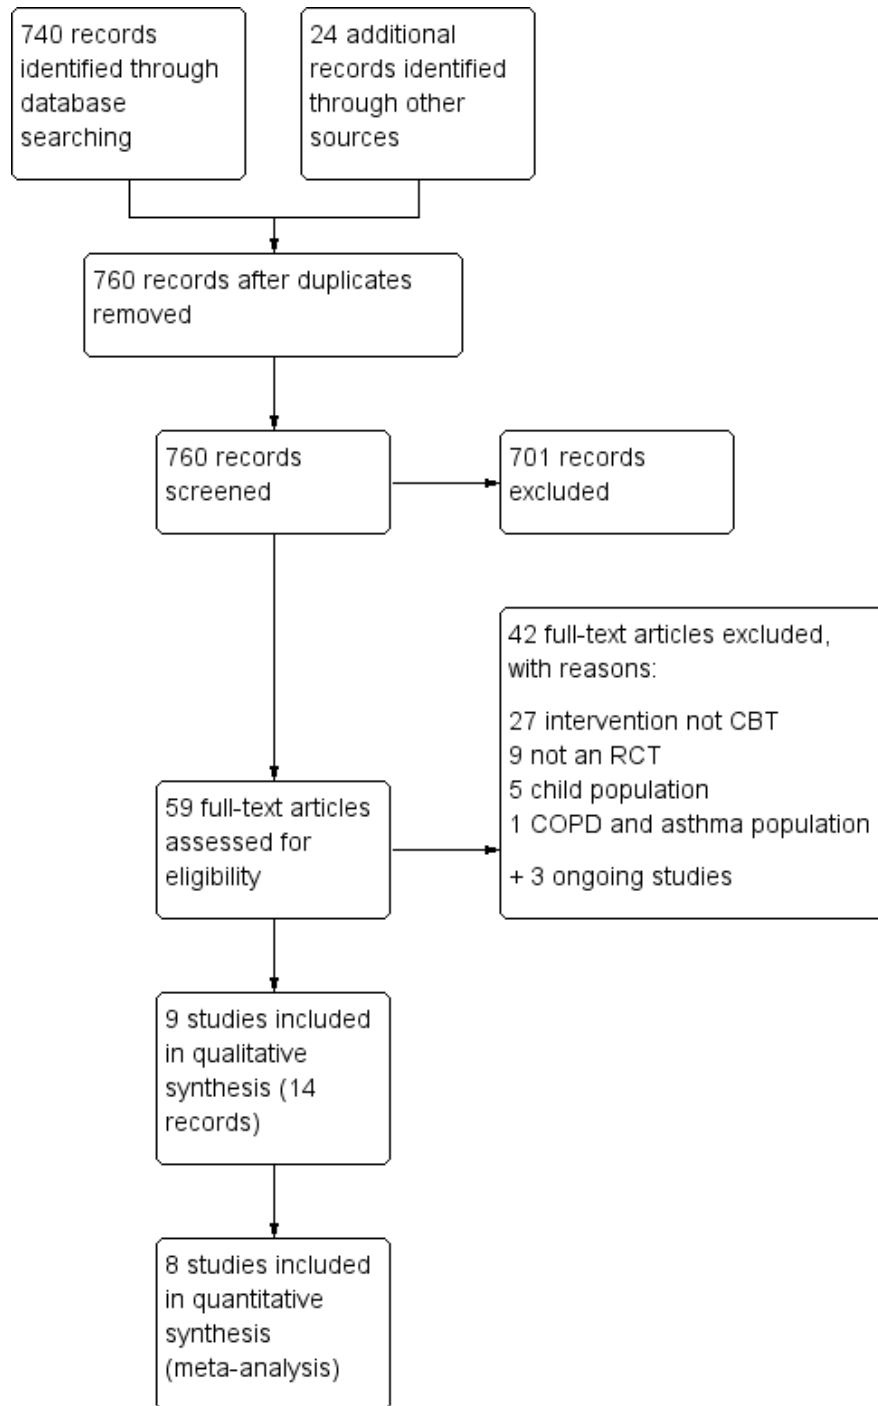 740 records
identified through
database
searching
24 additional
records identified
through other
sources
760 records after duplicates
removed
760 records
screened
701 records
excluded
42 full-text articles excluded,
with reasons:
27 intervention not CBT
9 not an RCT
5 child population
1 COPD and asthma population
+ 3 ongoing studies
59 full-text articles
assessed for
eligibility
9 studies included
in qualitative
synthesis (14
records)
8 studies included
in quantitative
synthesis
(meta-analysis)